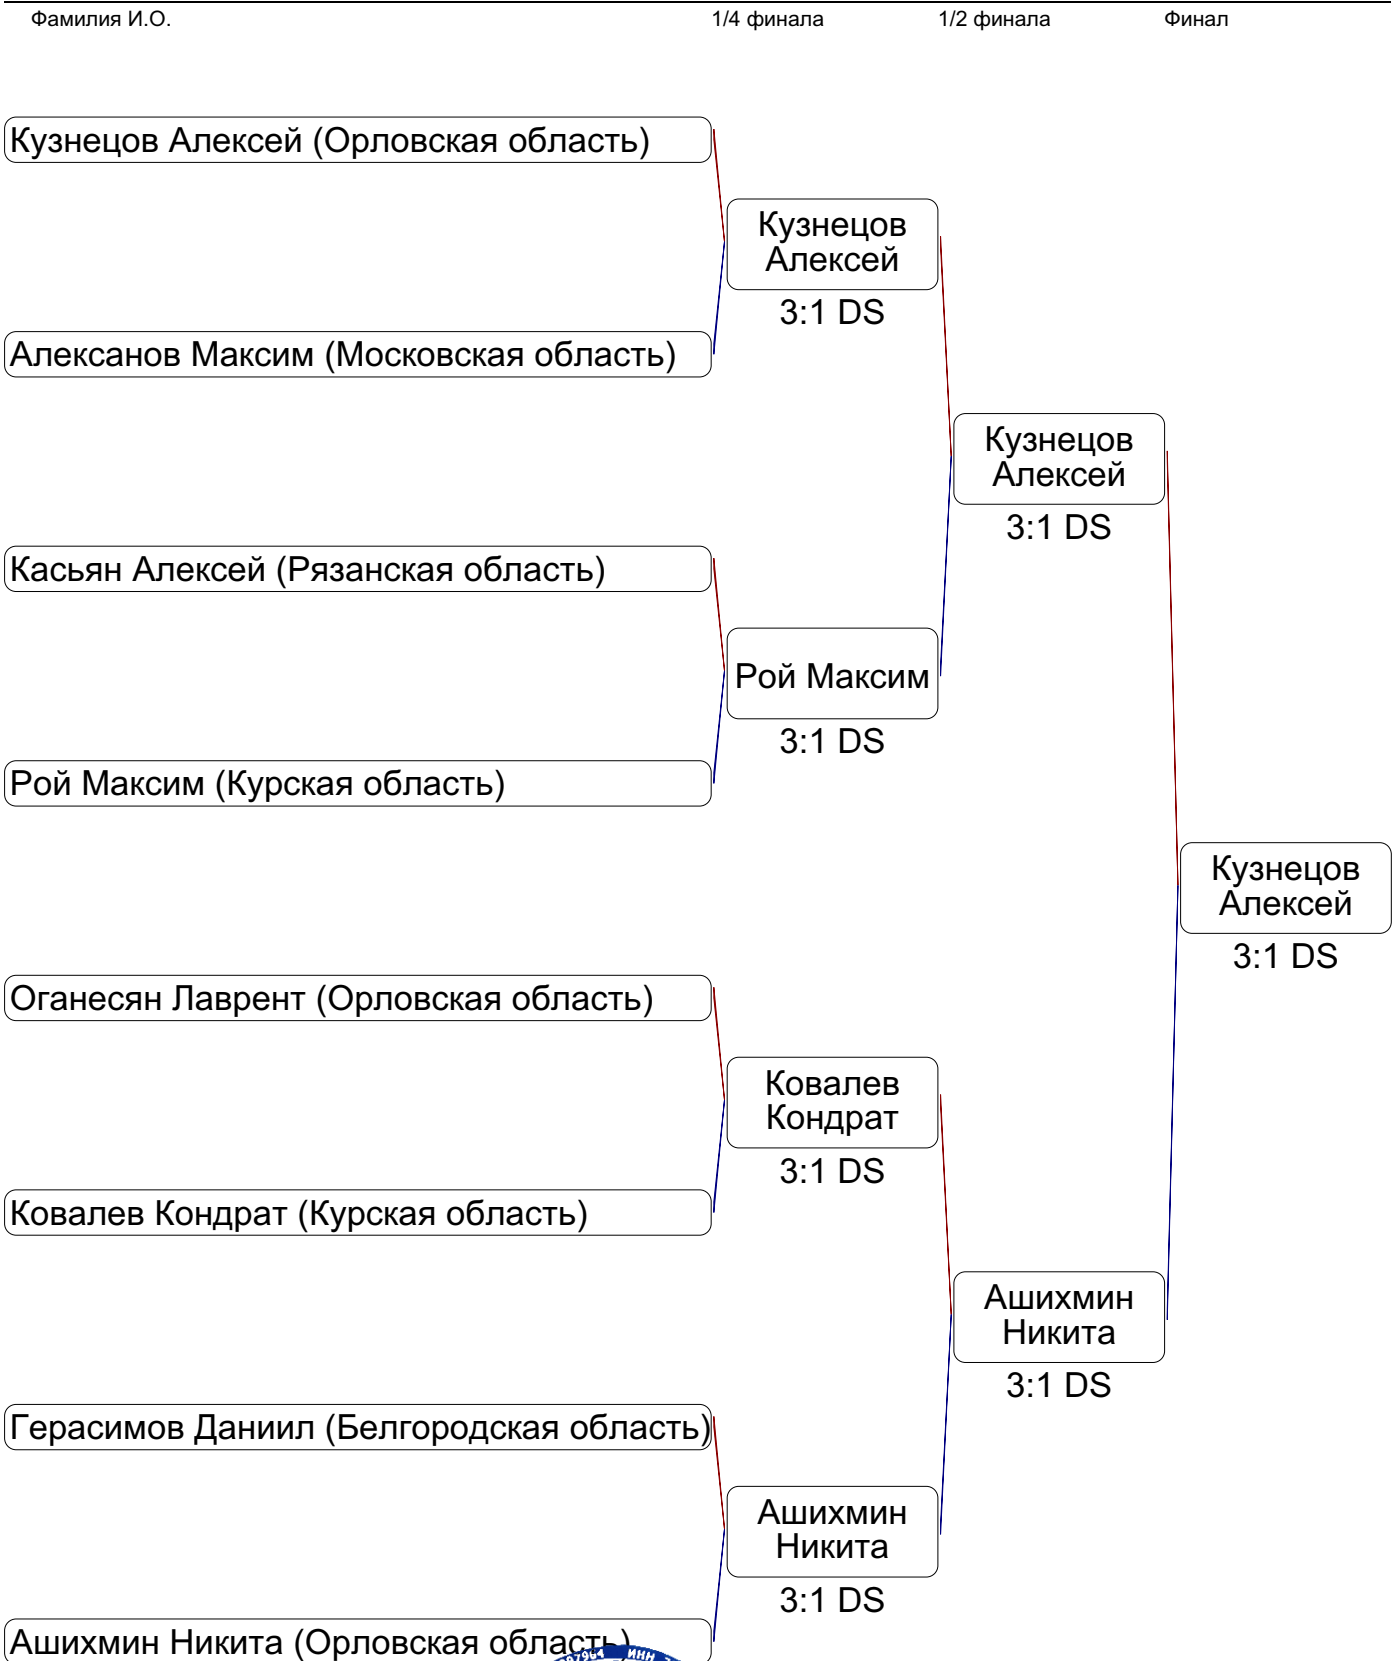 Фамилия И.О. 1/4 финала 1/2 финала Финал
Кузнецов Алексей (Орловская область)
Кузнецов
Алексей
3:1 DS
Алексанов Максим (Московская область)
Кузнецов
Алексей
3:1 DS
Касьян Алексей (Рязанская область)
Рой Максим
3:1 DS
Рой Максим (Курская область)
Кузнецов
Алексей
3:1 DS
Оганесян Лаврент (Орловская область)
Ковалев
Кондрат
3:1 DS
Ковалев Кондрат (Курская область)
Ашихмин
Никита
3:1 DS
Герасимов Даниил (Белгородская область)
Ашихмин
Никита
3:1 DS
Ашихмин Никита (Орловская область)
ИНН